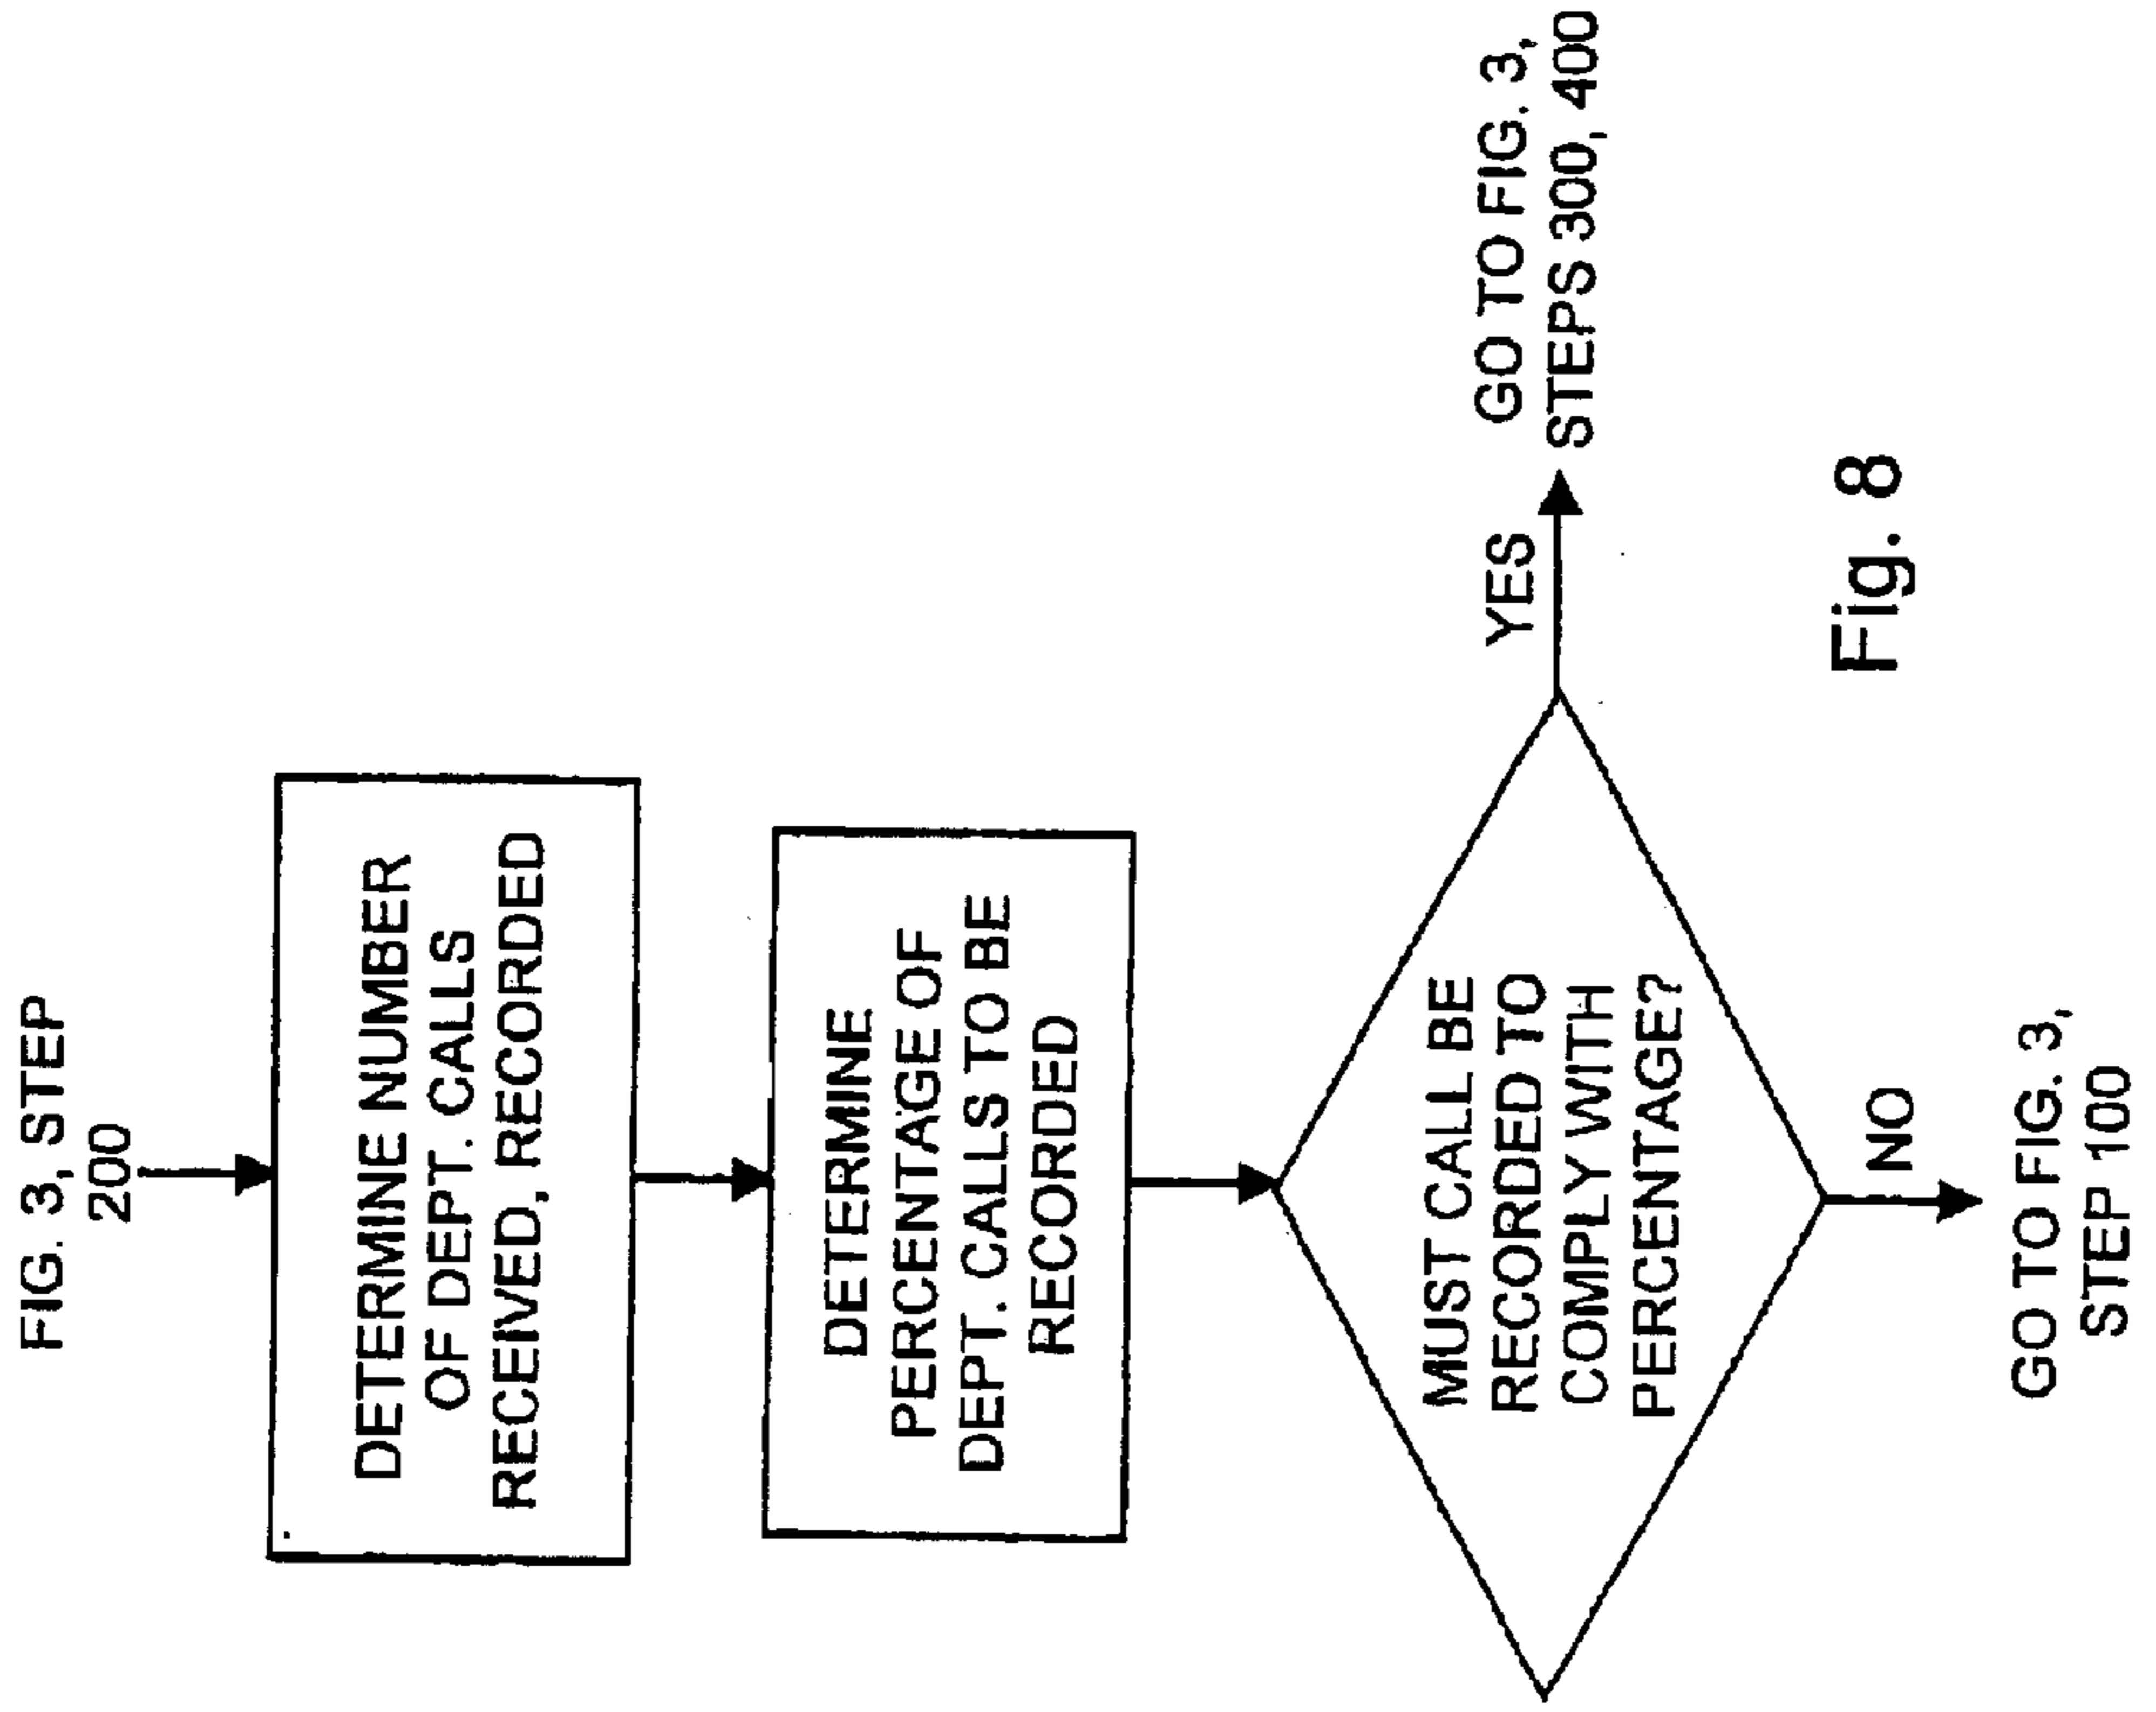 FIG. 3, STEP
200
DETERMINE NUMBER
OF DEPT. CALLS
RECEIVED, RECORDED
DETERMINE
PERCENTAGE OF
DEPT. CALLS TO BE
RECORDED
MUST CALL BE
RECORDED TO
COMPLY WITH
PERCENTAGE?
YES
GO TO FIG. 3,
STEPS 300, 400
NO
GO TO FIG. 3,
STEP 100
Fig. 8